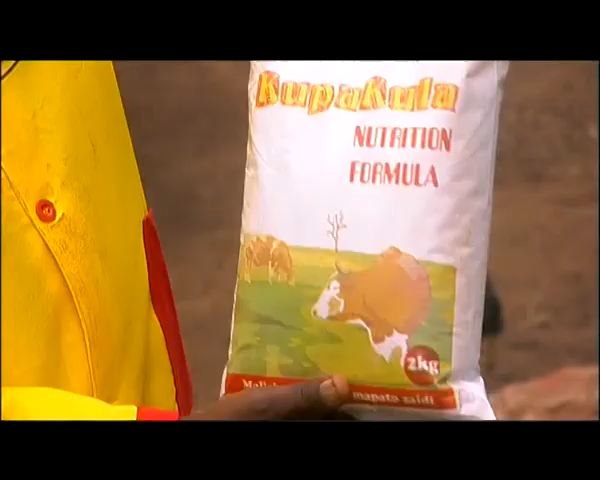 KupaKula
NUTRITION
FORMULA
2kg
mapato zaidi